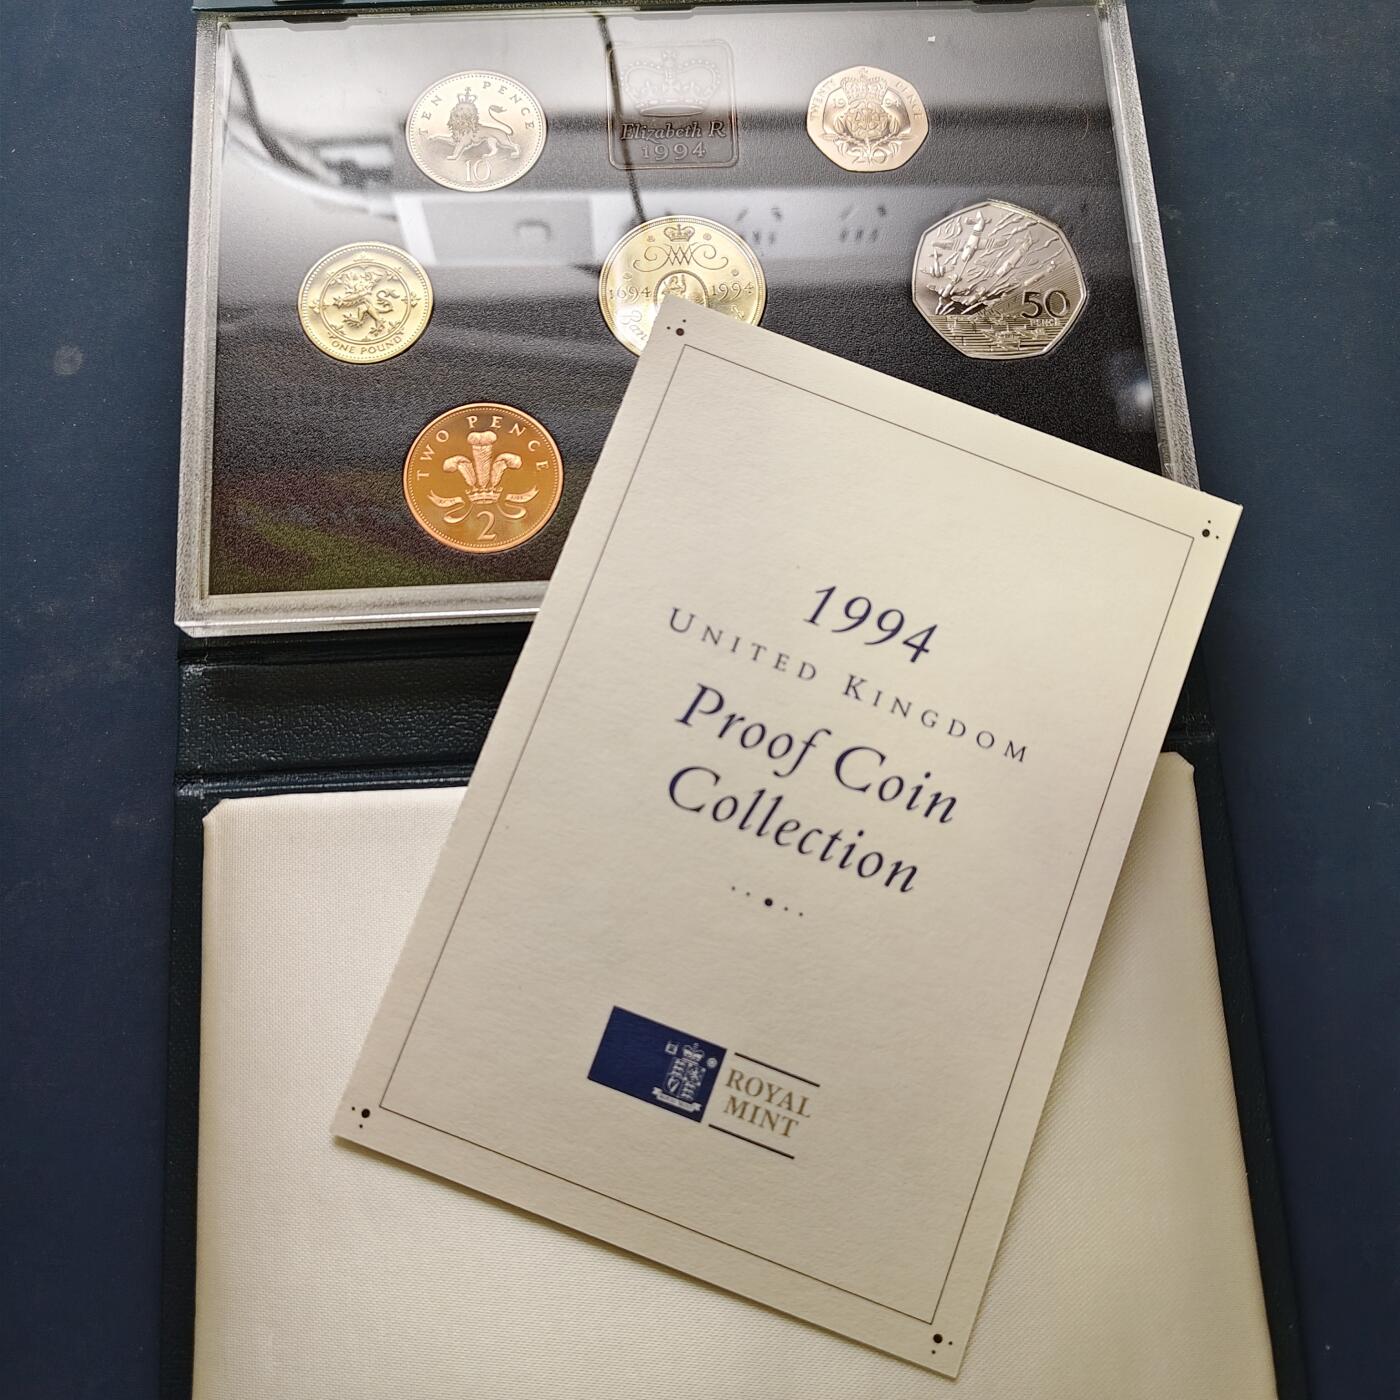 TEN PENCE
10
Elizabeth R
1994
TWENTY PENCE
20
ONE POUND
1694 1994
50
PENCE
TWO PENCE
2
1994
UNITED KINGDOM
Proof Coin
Collection
ROYAL
MINT